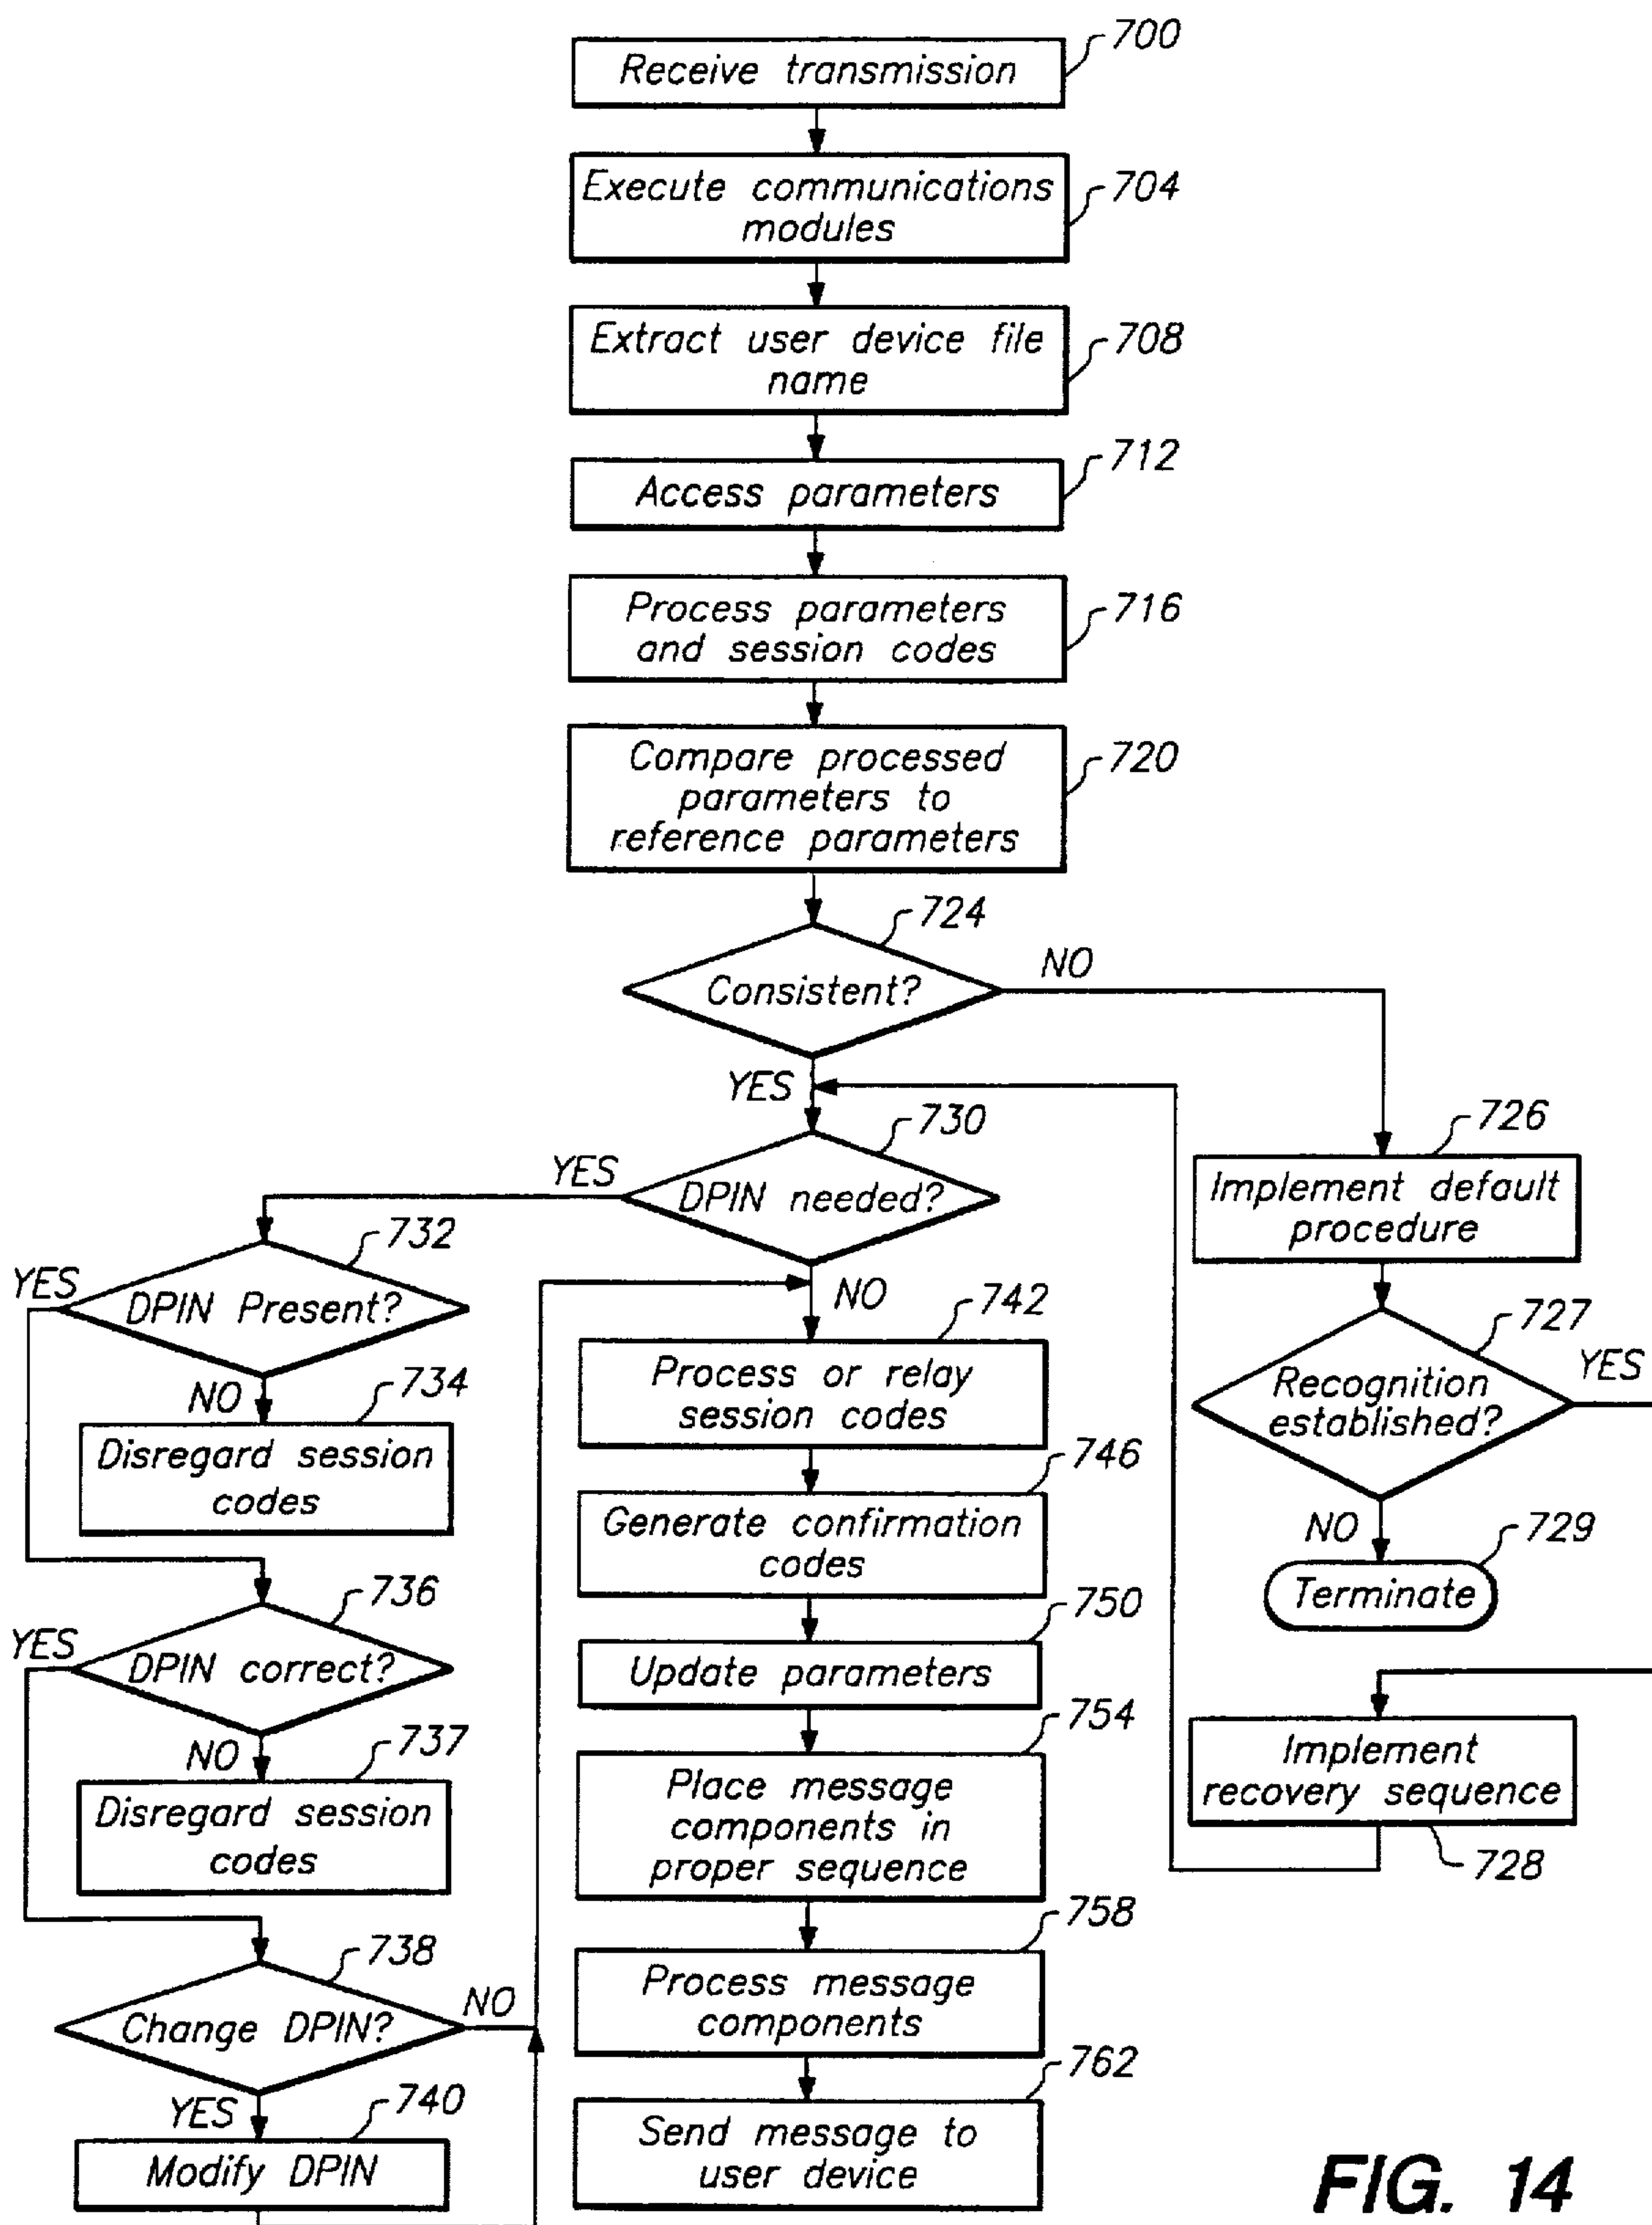 700
Receive transmission
704
Execute communications
modules
708
Extract user device file
name
712
Access parameters
716
Process parameters
and session codes
720
Compare processed
parameters to
reference parameters
724
Consistent?
NO
YES
730
DPIN needed?
YES
NO
726
Implement default
procedure
727
Recognition
established?
YES
NO
729
Terminate
Implement
recovery sequence
728
732
DPIN Present?
YES
NO
734
Disregard session
codes
736
DPIN correct?
YES
NO
737
Disregard session
codes
738
Change DPIN?
NO
YES
740
Modify DPIN
742
Process or relay
session codes
746
Generate confirmation
codes
750
Update parameters
754
Place message
components in
proper sequence
758
Process message
components
762
Send message to
user device
FIG. 14